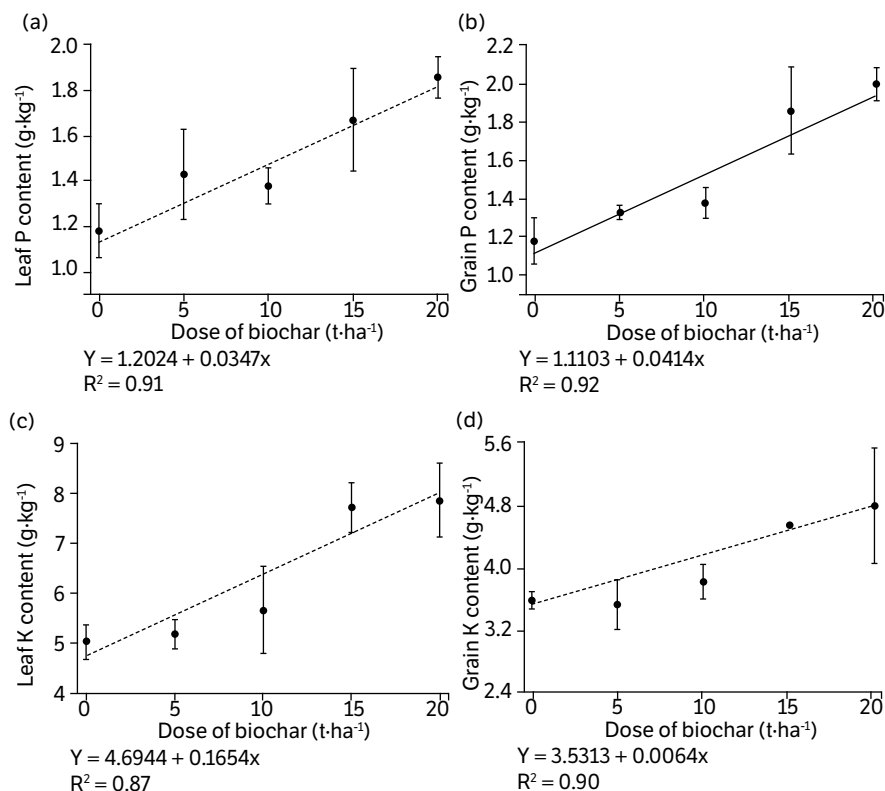 (a)
2.0
1.8
1.6
1.4
1.2
1.0
Leaf P content (g·kg⁻¹)
0 5 10 15 20
Dose of biochar (t·ha⁻¹)
Y = 1.2024 + 0.0347x
R² = 0.91
(b)
2.2
2.0
1.8
1.6
1.4
1.2
1.0
Grain P content (g·kg⁻¹)
0 5 10 15 20
Dose of biochar (t·ha⁻¹)
Y = 1.1103 + 0.0414x
R² = 0.92
(c)
9
8
7
6
5
4
Leaf K content (g·kg⁻¹)
0 5 10 15 20
Dose of biochar (t·ha⁻¹)
Y = 4.6944 + 0.1654x
R² = 0.87
(d)
5.6
4.8
4.0
3.2
2.4
Grain K content (g·kg⁻¹)
0 5 10 15 20
Dose of biochar (t·ha⁻¹)
Y = 3.5313 + 0.0064x
R² = 0.90